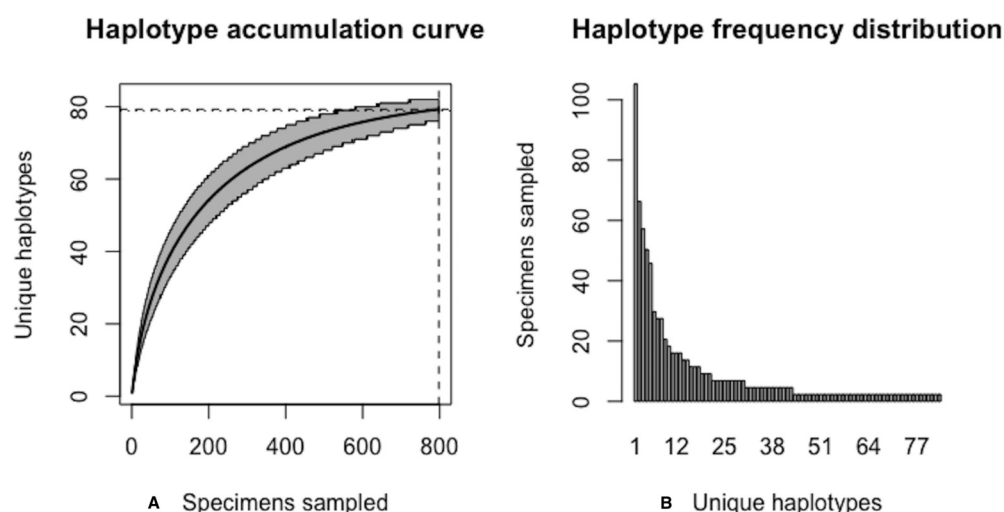 Haplotype accumulation curve
Unique haplotypes
80
60
40
20
0
0 200 400 600 800
A Specimens sampled
Haplotype frequency distribution
Specimens sampled
100
80
60
40
20
0
1 12 25 38 51 64 77
B Unique haplotypes